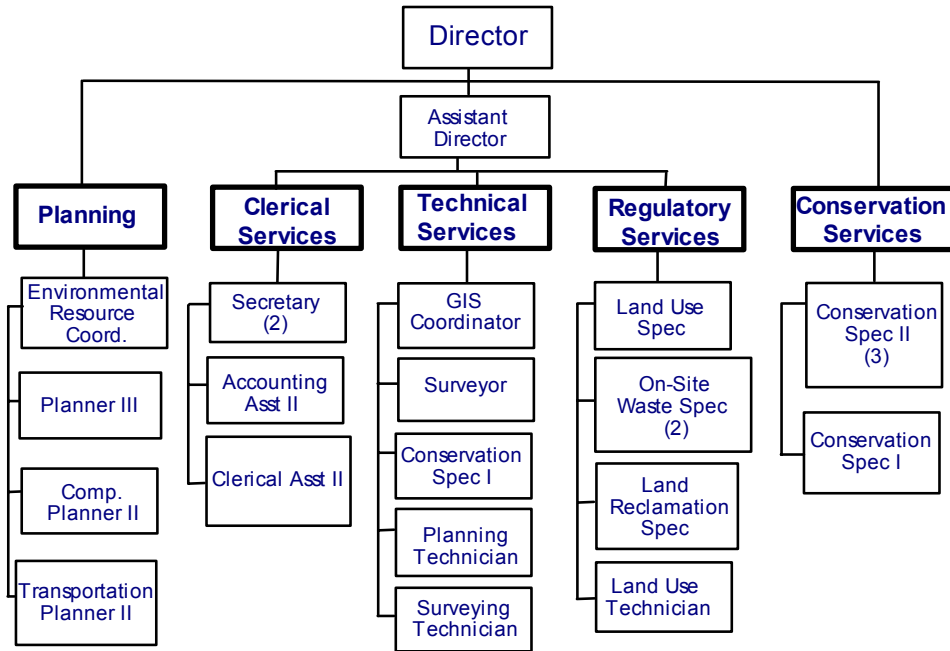 Director
Assistant
Director
Planning
Clerical
Services
Technical
Services
Regulatory
Services
Conservation
Services
Environmental
Resource
Coord.
Planner III
Comp.
Planner II
Transportation
Planner II
Secretary
(2)
Accounting
Asst II
Clerical Asst II
GIS
Coordinator
Surveyor
Conservation
Spec I
Planning
Technician
Surveying
Technician
Land Use
Spec
On-Site
Waste Spec
(2)
Land
Reclamation
Spec
Land Use
Technician
Conservation
Spec II
(3)
Conservation
Spec I